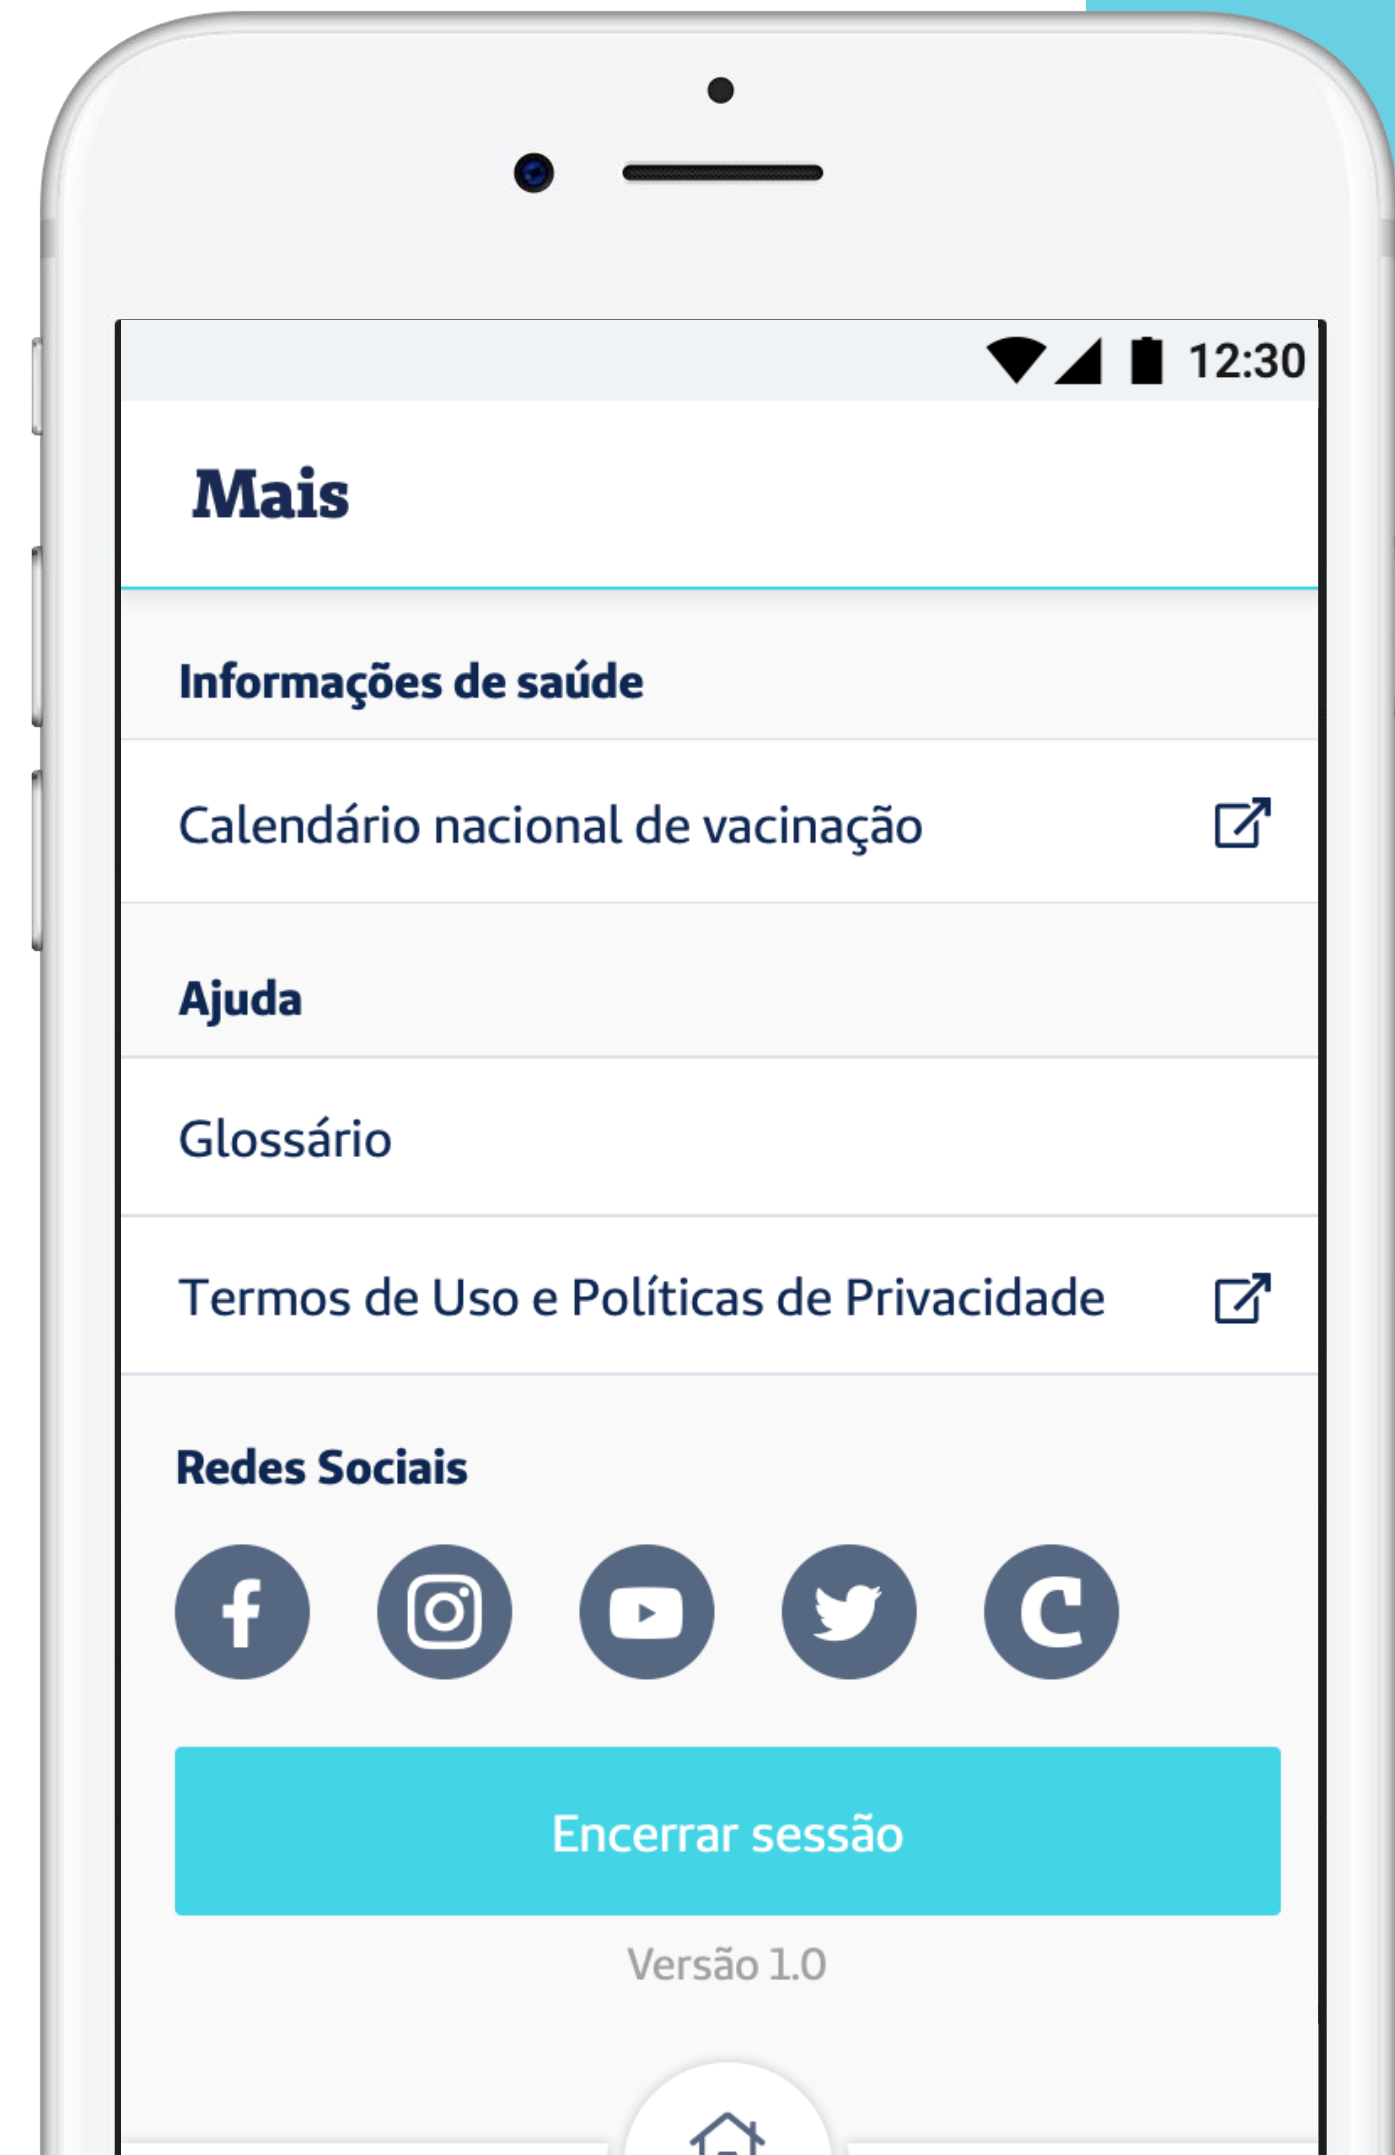 12:30
Mais
Informações de saúde
Calendário nacional de vacinação
Ajuda
Glossário
Termos de Uso e Políticas de Privacidade
Redes Sociais
C
Encerrar sessão
Versão 1.0